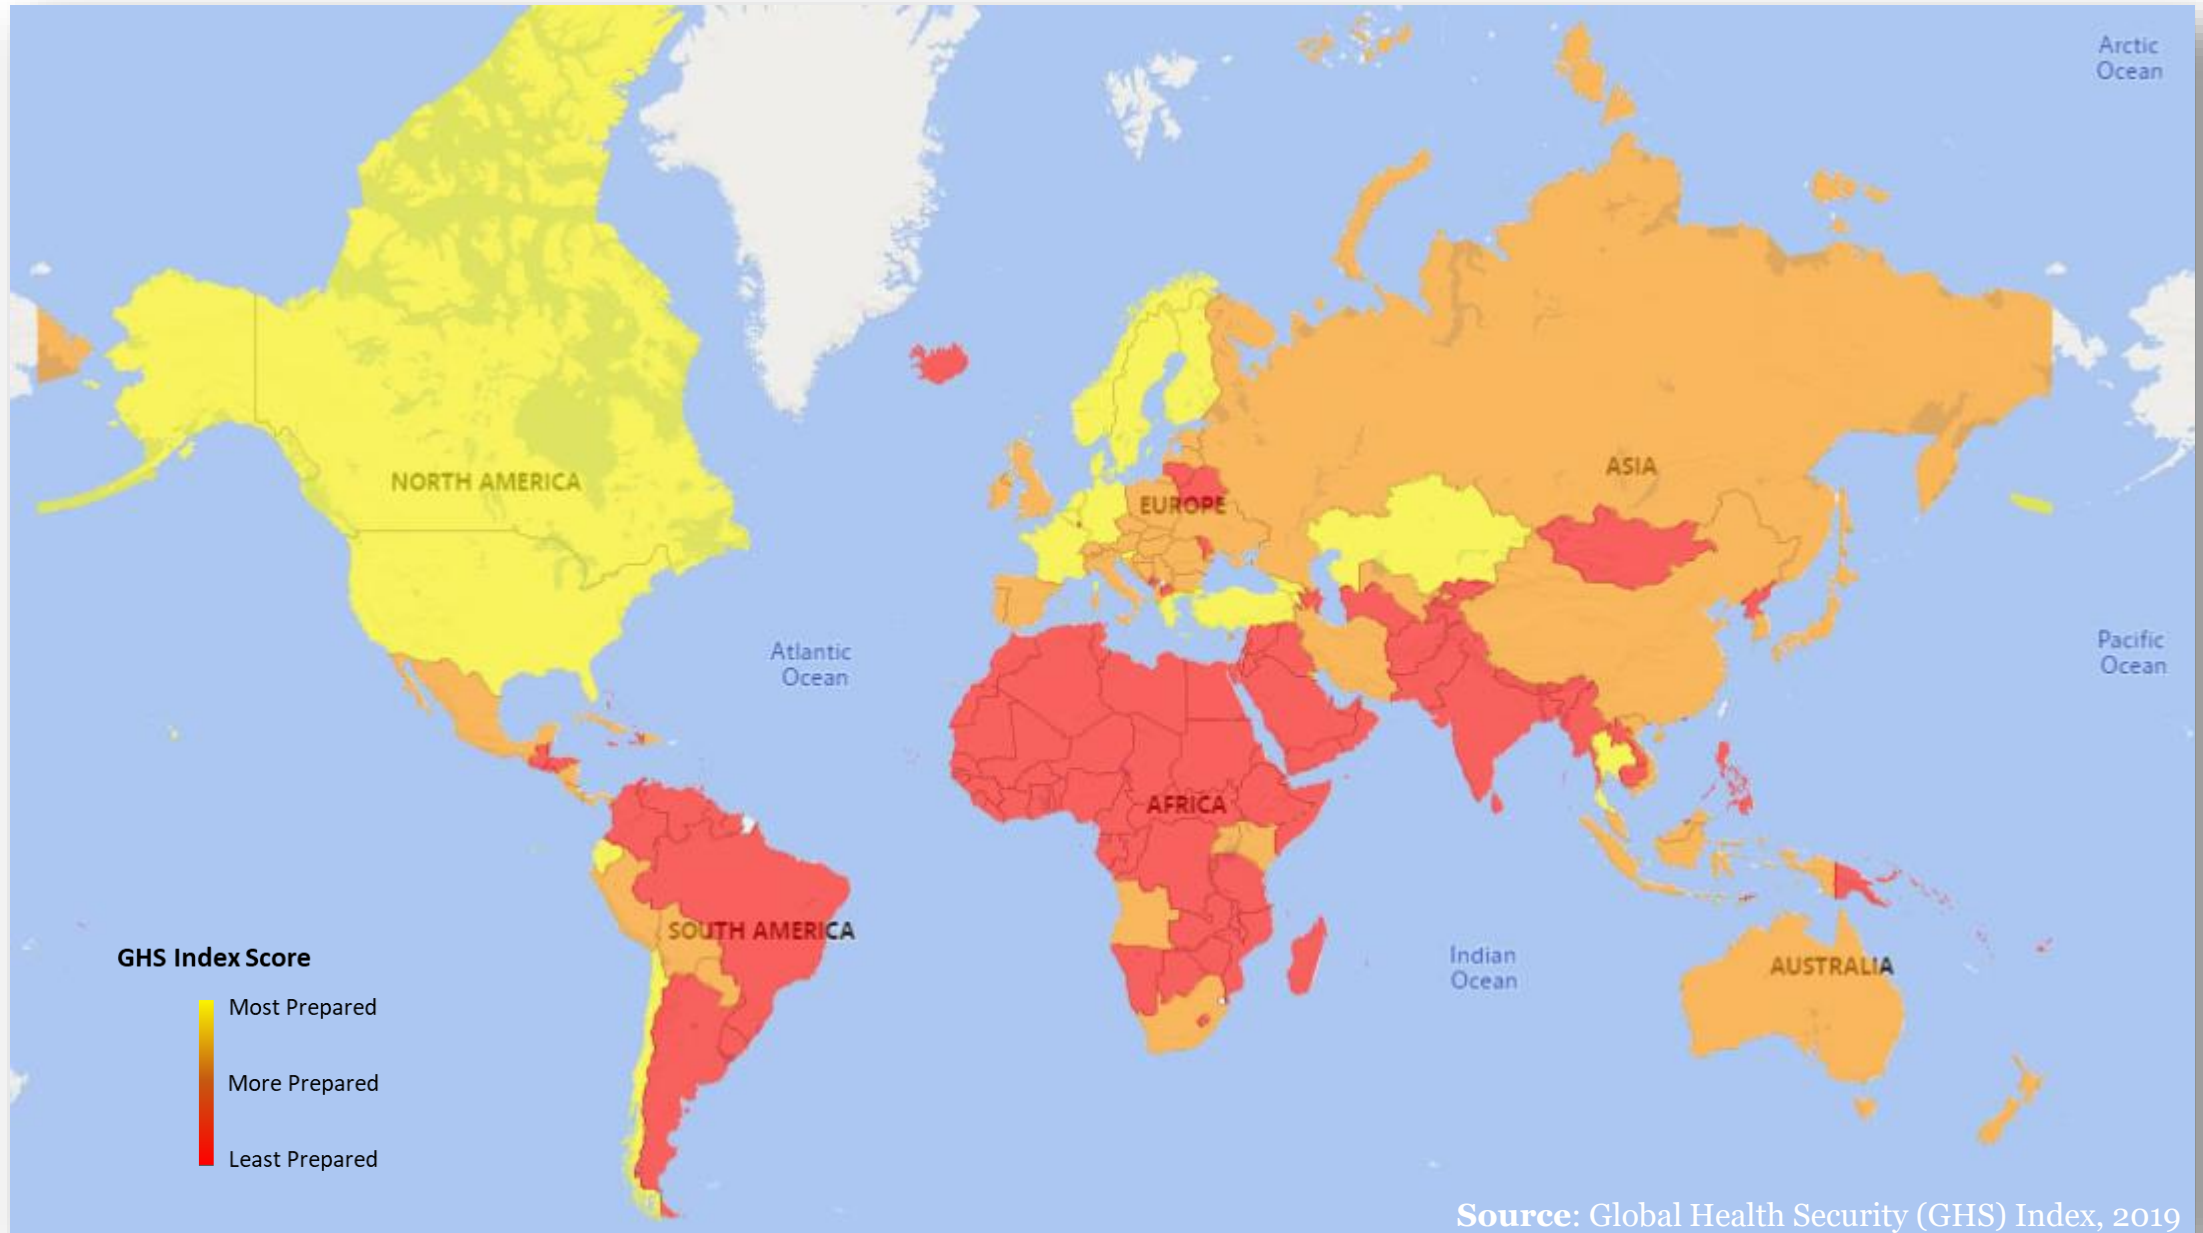 Arctic
Ocean
NORTH AMERICA
ASIA
EUROPE
Atlantic
Ocean
Pacific
Ocean
AFRICA
SOUTH AMERICA
Indian
Ocean
AUSTRALIA
GHS Index Score
Most Prepared
More Prepared
Least Prepared
Source: Global Health Security (GHS) Index, 2019